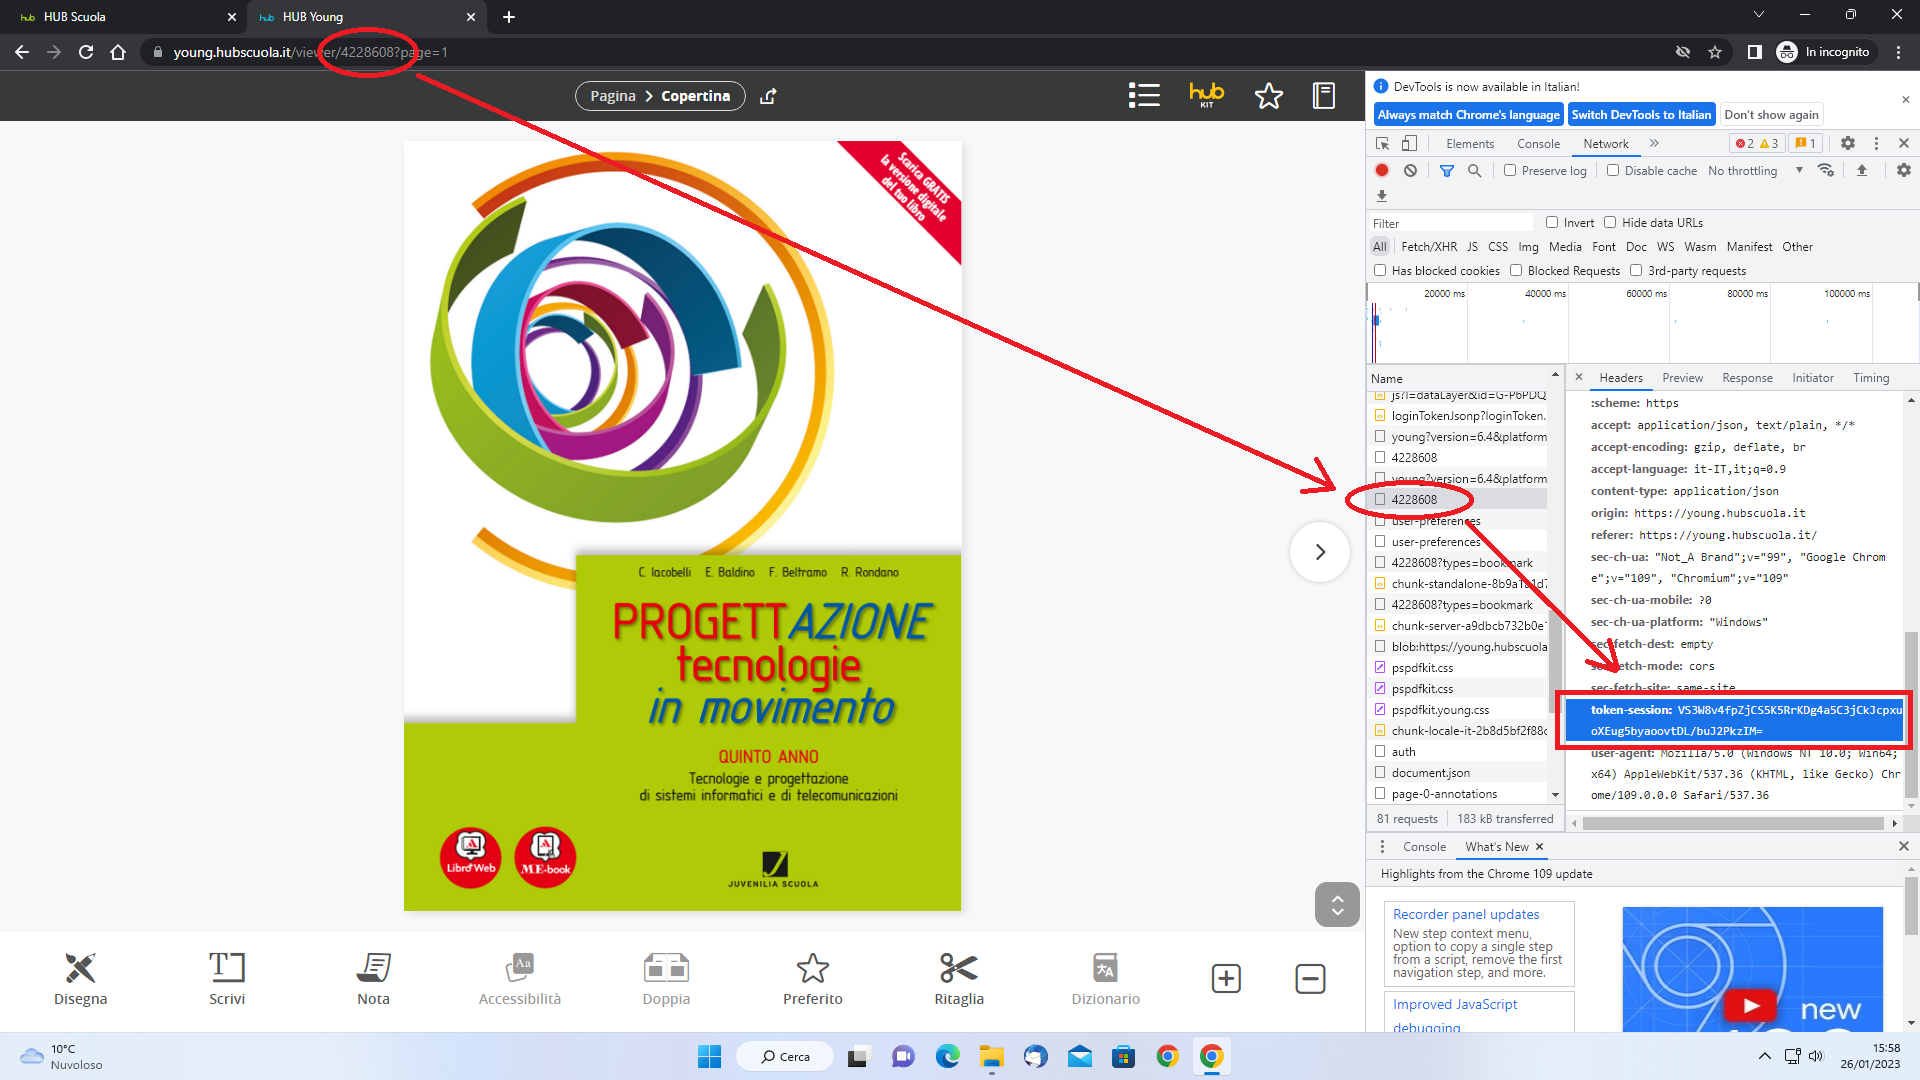 HUB Scuola
HUB Young
young.hubscuola.it/viewer/4228608?page=1
In incognito
Pagina > Copertina
hub
KIT
Scarica GRATIS
la versione digitale
del tuo libro
C. Iacobelli E. Baldino F. Beltramo R. Rondano
PROGETTAZIONE
tecnologie
in movimento
QUINTO ANNO
Tecnologie e progettazione
di sistemi informatici e di telecomunicazioni
Libro Web
ME-book
JUVENILIA SCUOLA
Disegna
Scrivi
Nota
Accessibilità
Doppia
Preferito
Ritaglia
Dizionario
DevTools is now available in Italian!
Always match Chrome's language
Switch DevTools to Italian
Don't show again
Elements
Console
Network
2
3
1
Preserve log
Disable cache
No throttling
Filter
Invert
Hide data URLs
All
Fetch/XHR JS CSS Img Media Font Doc WS Wasm Manifest Other
Has blocked cookies
Blocked Requests
3rd-party requests
20000 ms
40000 ms
60000 ms
80000 ms
100000 ms
Name
js?l=dataLayer&id=G-P6PDQ
loginTokenJsonp?loginToken.
young?version=6.4&platform
4228608
young?version=6.4&platform
4228608
user-preferences
user-preferences
4228608?types=bookmark
chunk-standalone-8b9a1a1d7
4228608?types=bookmark
chunk-server-a9dbcb732b0e
blob:https://young.hubscuola
pspdfkit.css
pspdfkit.css
pspdfkit.young.css
chunk-locale-it-2b8d5bf2f88c
auth
document.json
page-0-annotations
81 requests
183 kB transferred
Headers
Preview
Response
Initiator
Timing
:scheme: https
accept: application/json, text/plain, */*
accept-encoding: gzip, deflate, br
accept-language: it-IT,it;q=0.9
content-type: application/json
origin: https://young.hubscuola.it
referer: https://young.hubscuola.it/
sec-ch-ua: "Not_A Brand";v="99", "Google Chrom
e";v="109", "Chromium";v="109"
sec-ch-ua-mobile: ?0
sec-ch-ua-platform: "Windows"
sec-fetch-dest: empty
sec-fetch-mode: cors
sec-fetch-site: same-site
token-session: VS3W8v4fpZjCS5K5RrKDg4a5C3jCkJcpxu
oXEug5byaoovtDL/buJ2PkzIM=
user-agent: Mozilla/5.0 (Windows NT 10.0; Win64;
x64) AppleWebKit/537.36 (KHTML, like Gecko) Chr
ome/109.0.0.0 Safari/537.36
Console
What's New
Highlights from the Chrome 109 update
Recorder panel updates
New step context menu,
option to copy a single step
from a script, remove the first
navigation step, and more.
Improved JavaScript
debugging
new
10°C
Nuvoloso
Cerca
15:58
26/01/2023